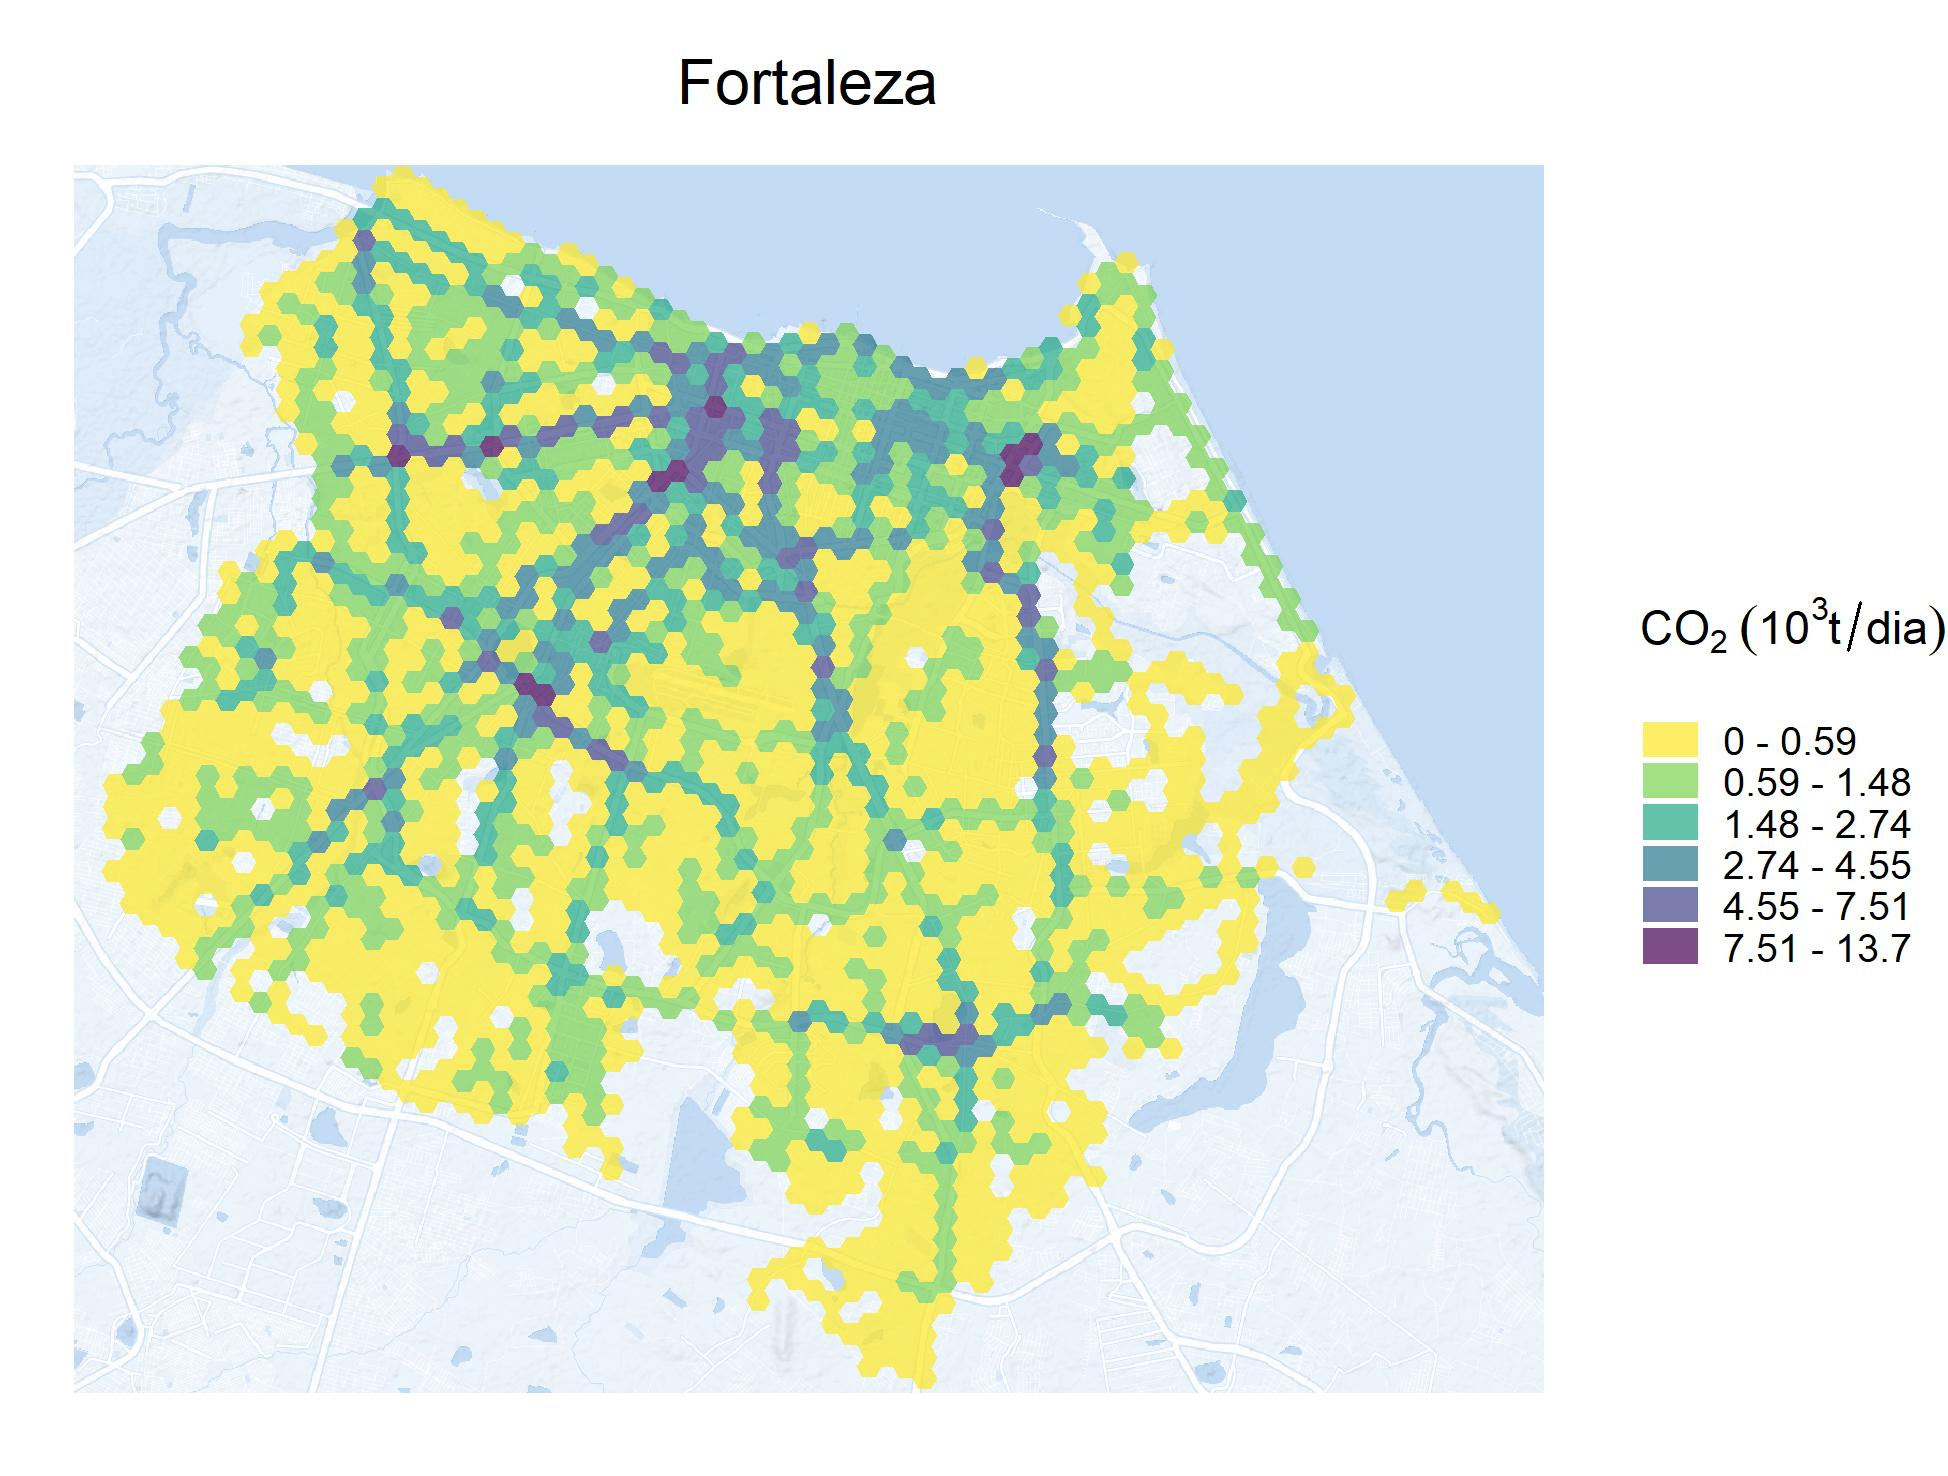 Fortaleza
CO₂ (10³t/dia)
0 - 0.59
0.59 - 1.48
1.48 - 2.74
2.74 - 4.55
4.55 - 7.51
7.51 - 13.7